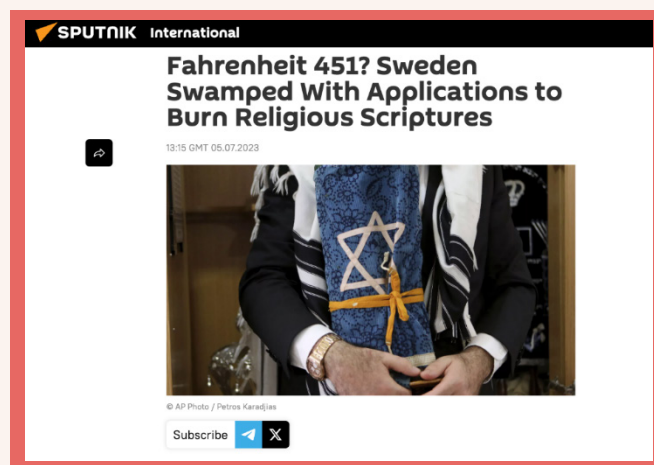 SPUTNIK International
Fahrenheit 451? Sweden
Swamped With Applications to
Burn Religious Scriptures
13:15 GMT 05.07.2023
© AP Photo / Petros Karadjias
Subscribe